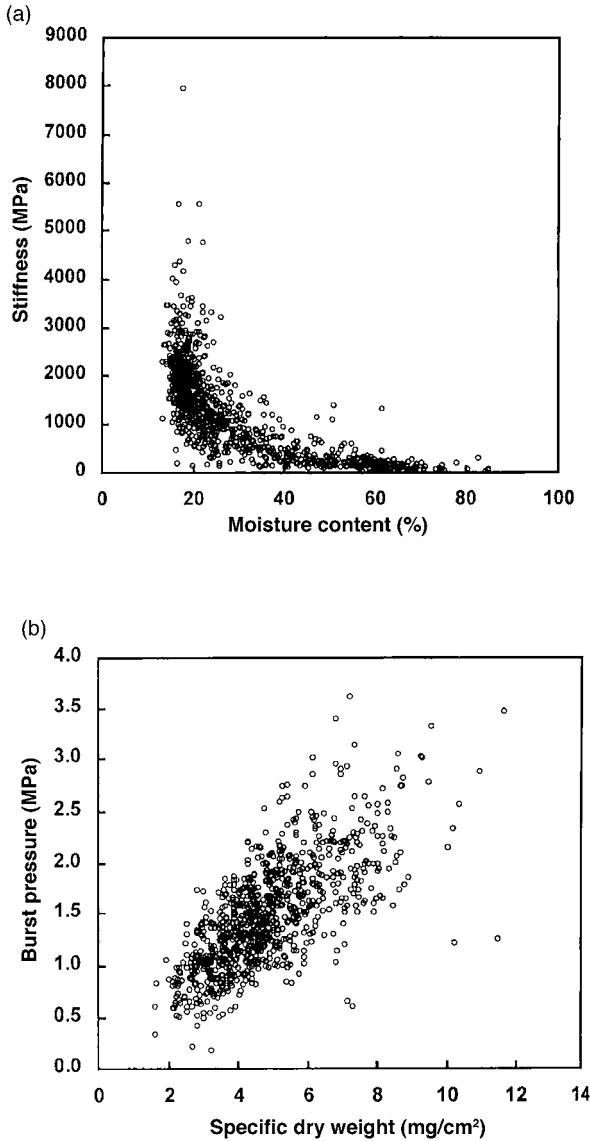 (a)
9000
8000
7000
6000
5000
4000
3000
2000
1000
0
Stiffness (MPa)
0 20 40 60 80 100
Moisture content (%)
(b)
4.0
3.5
3.0
2.5
2.0
1.5
1.0
0.5
0.0
Burst pressure (MPa)
0 2 4 6 8 10 12 14
Specific dry weight (mg/cm²)